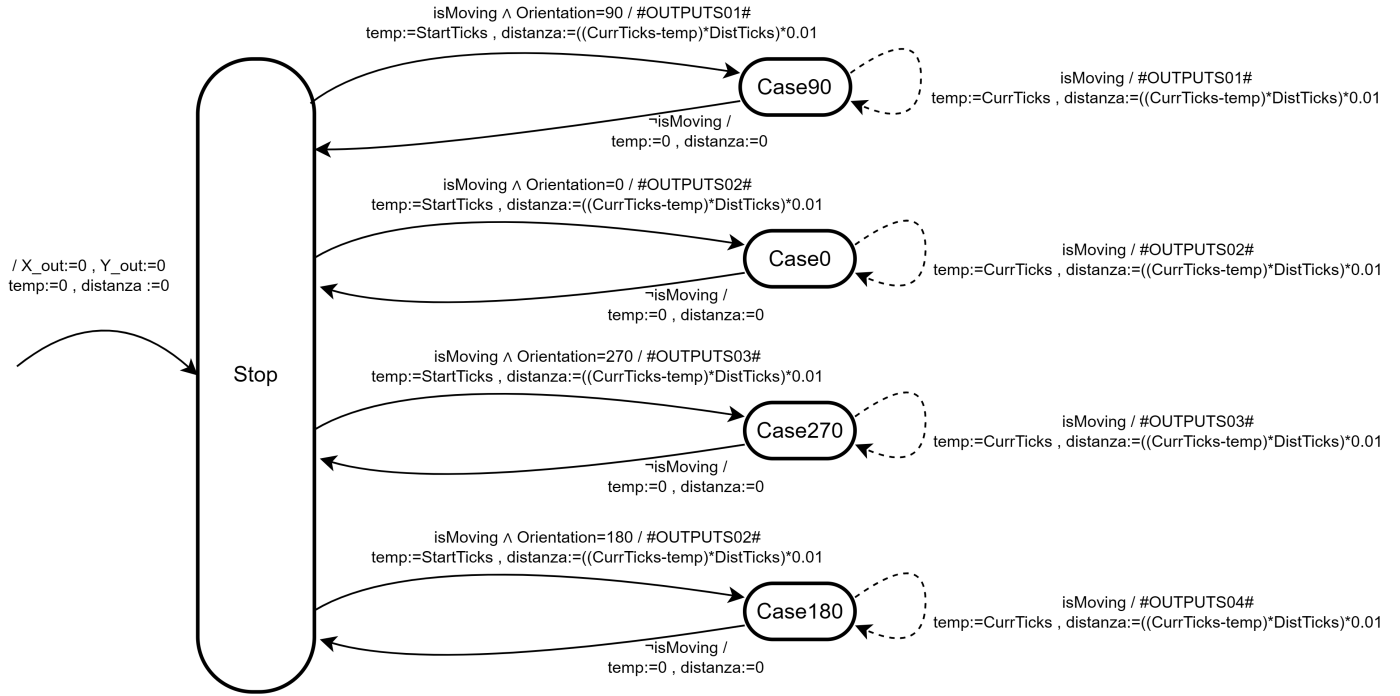 isMoving ∧ Orientation=90 / #OUTPUTS01#
temp:=StartTicks , distanza:=((CurrTicks-temp)*DistTicks)*0.01
Case90
isMoving / #OUTPUTS01#
temp:=CurrTicks , distanza:=((CurrTicks-temp)*DistTicks)*0.01
¬isMoving /
temp:=0 , distanza:=0
isMoving ∧ Orientation=0 / #OUTPUTS02#
temp:=StartTicks , distanza:=((CurrTicks-temp)*DistTicks)*0.01
Case0
isMoving / #OUTPUTS02#
temp:=CurrTicks , distanza:=((CurrTicks-temp)*DistTicks)*0.01
¬isMoving /
temp:=0 , distanza:=0
/ X_out:=0 , Y_out:=0
temp:=0 , distanza :=0
Stop
isMoving ∧ Orientation=270 / #OUTPUTS03#
temp:=StartTicks , distanza:=((CurrTicks-temp)*DistTicks)*0.01
Case270
isMoving / #OUTPUTS03#
temp:=CurrTicks , distanza:=((CurrTicks-temp)*DistTicks)*0.01
¬isMoving /
temp:=0 , distanza:=0
isMoving ∧ Orientation=180 / #OUTPUTS02#
temp:=StartTicks , distanza:=((CurrTicks-temp)*DistTicks)*0.01
Case180
isMoving / #OUTPUTS04#
temp:=CurrTicks , distanza:=((CurrTicks-temp)*DistTicks)*0.01
¬isMoving /
temp:=0 , distanza:=0